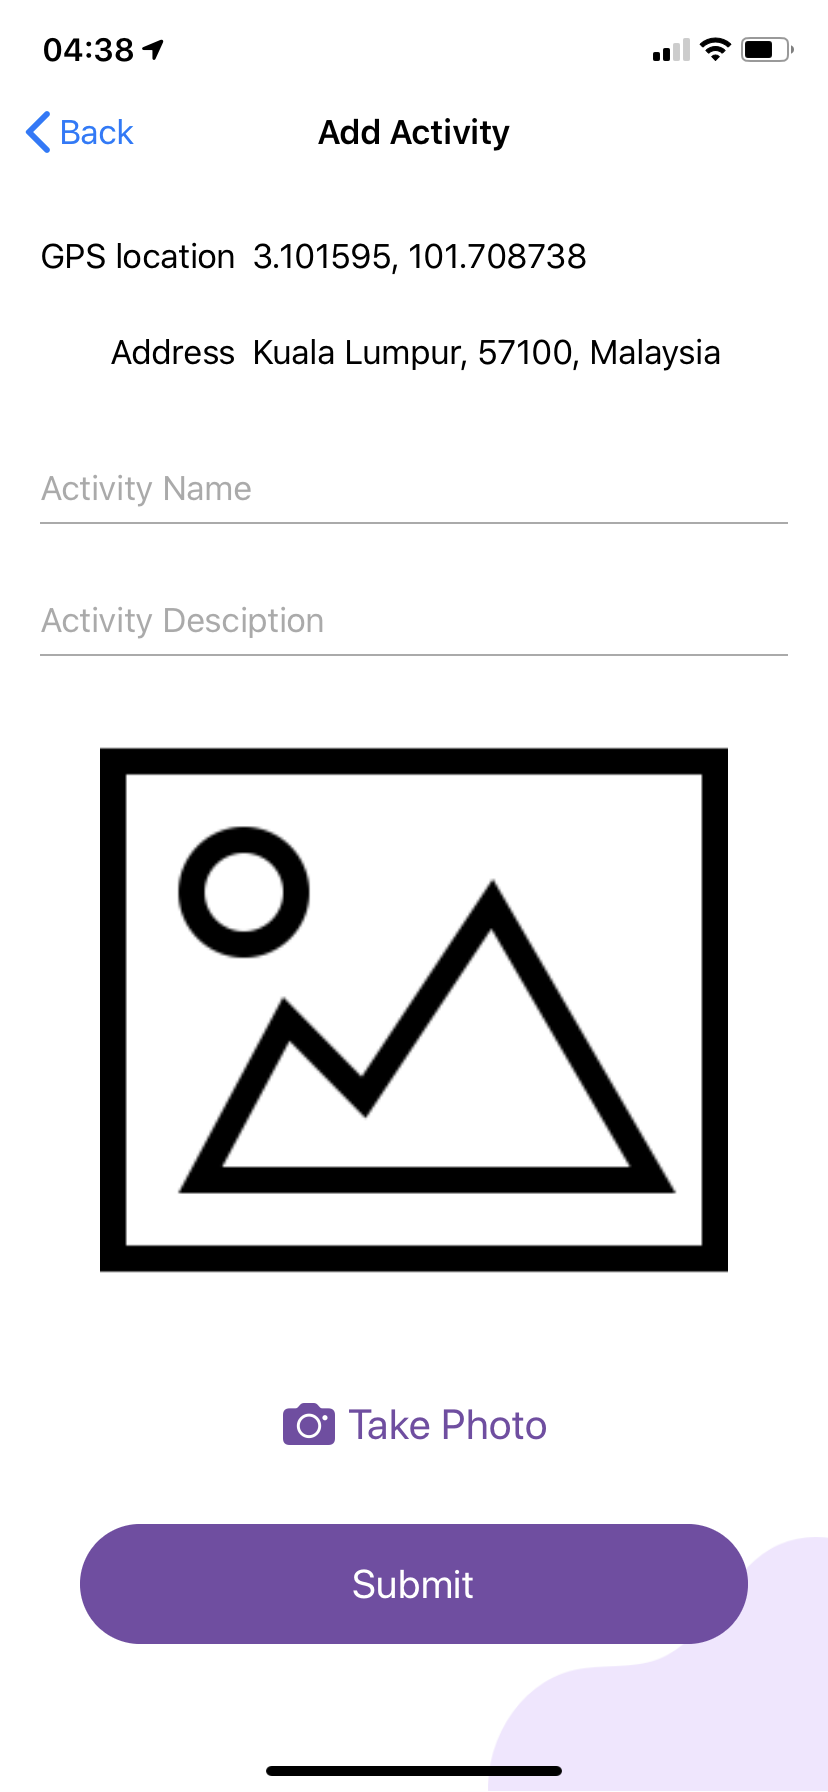 04:38
Back Add Activity
GPS location 3.101595, 101.708738
Address Kuala Lumpur, 57100, Malaysia
Activity Name
Activity Desciption
Take Photo
Submit